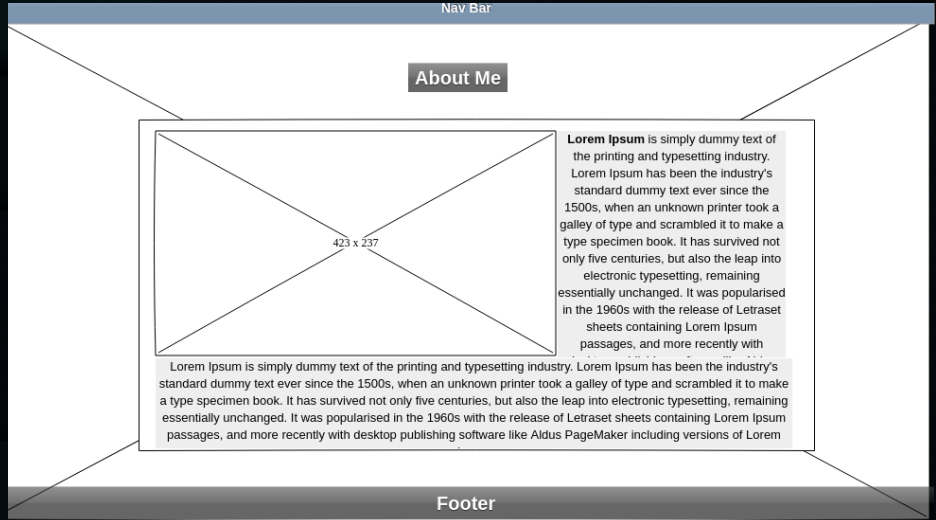 Nav Bar
About Me
423 x 237
Lorem Ipsum is simply dummy text of
the printing and typesetting industry.
Lorem Ipsum has been the industry's
standard dummy text ever since the
1500s, when an unknown printer took a
galley of type and scrambled it to make a
type specimen book. It has survived not
only five centuries, but also the leap into
electronic typesetting, remaining
essentially unchanged. It was popularised
in the 1960s with the release of Letraset
sheets containing Lorem Ipsum
passages, and more recently with
Lorem Ipsum is simply dummy text of the printing and typesetting industry. Lorem Ipsum has been the industry's
standard dummy text ever since the 1500s, when an unknown printer took a galley of type and scrambled it to make
a type specimen book. It has survived not only five centuries, but also the leap into electronic typesetting, remaining
essentially unchanged. It was popularised in the 1960s with the release of Letraset sheets containing Lorem Ipsum
passages, and more recently with desktop publishing software like Aldus PageMaker including versions of Lorem
Footer